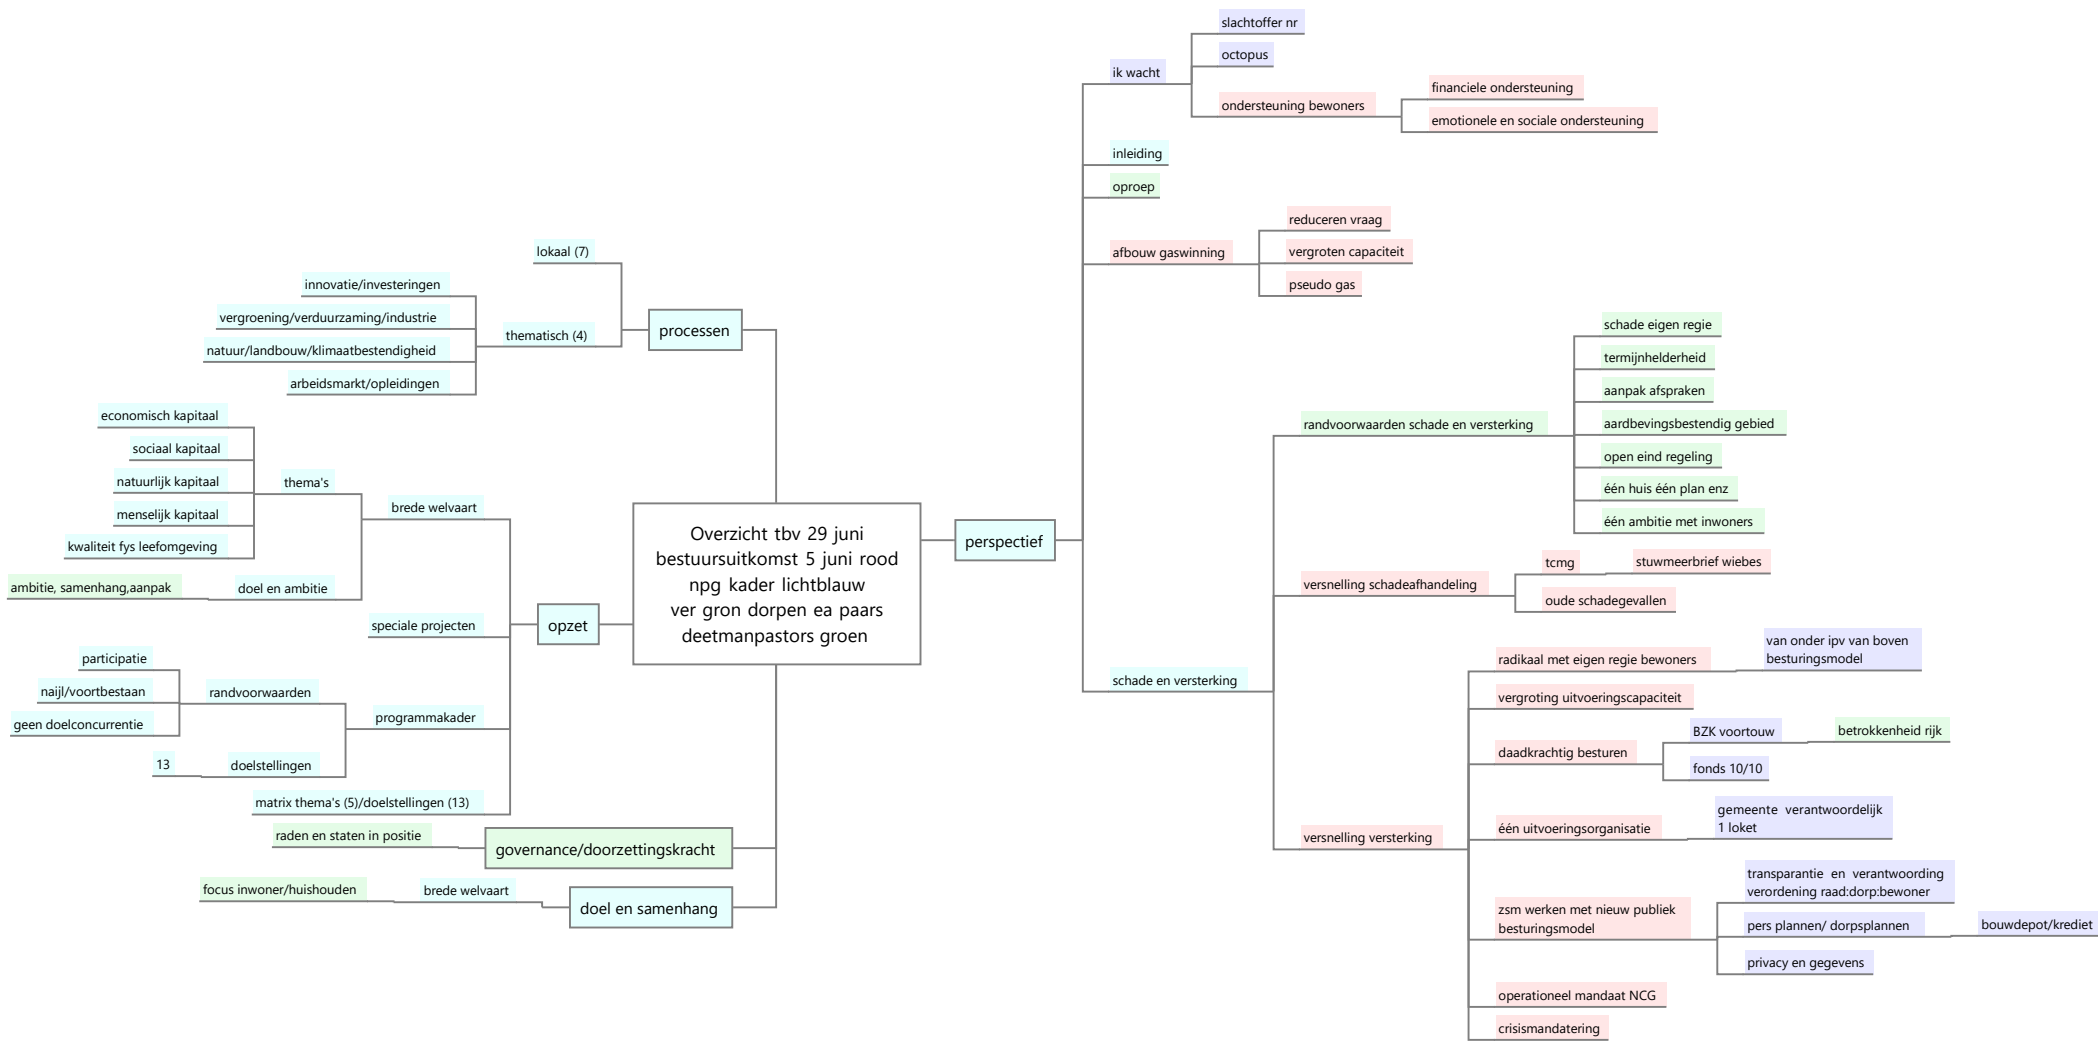 Overzicht tbv 29 juni
bestuursuitkomst 5 juni rood
npg kader lichtblauw
ver gron dorpen ea paars
deetmanpastors groen
perspectief
ik wacht
slachtoffer nr
octopus
ondersteuning bewoners
financiele ondersteuning
emotionele en sociale ondersteuning
inleiding
oproep
afbouw gaswinning
reduceren vraag
vergroten capaciteit
pseudo gas
schade en versterking
randvoorwaarden schade en versterking
schade eigen regie
termijnhelderheid
aanpak afspraken
aardbevingsbestendig gebied
open eind regeling
één huis één plan enz
één ambitie met inwoners
versnelling schadeafhandeling
tcmg
stuwmeerbrief wiebes
oude schadegevallen
versnelling versterking
radikaal met eigen regie bewoners
van onder ipv van boven
besturingsmodel
vergroting uitvoeringscapaciteit
daadkrachtig besturen
BZK voortouw
betrokkenheid rijk
fonds 10/10
één uitvoeringsorganisatie
gemeente verantwoordelijk
1 loket
zsm werken met nieuw publiek
besturingsmodel
transparantie en verantwoording
verordening raad:dorp:bewoner
pers plannen/ dorpsplannen
bouwdepot/krediet
privacy en gegevens
operationeel mandaat NCG
crisismandatering
processen
lokaal (7)
thematisch (4)
innovatie/investeringen
vergroening/verduurzaming/industrie
natuur/landbouw/klimaatbestendigheid
arbeidsmarkt/opleidingen
opzet
brede welvaart
thema's
economisch kapitaal
sociaal kapitaal
natuurlijk kapitaal
menselijk kapitaal
kwaliteit fys leefomgeving
doel en ambitie
ambitie, samenhang,aanpak
speciale projecten
programmakader
randvoorwaarden
participatie
naijl/voortbestaan
geen doelconcurrentie
doelstellingen
13
matrix thema's (5)/doelstellingen (13)
governance/doorzettingskracht
raden en staten in positie
doel en samenhang
brede welvaart
focus inwoner/huishouden